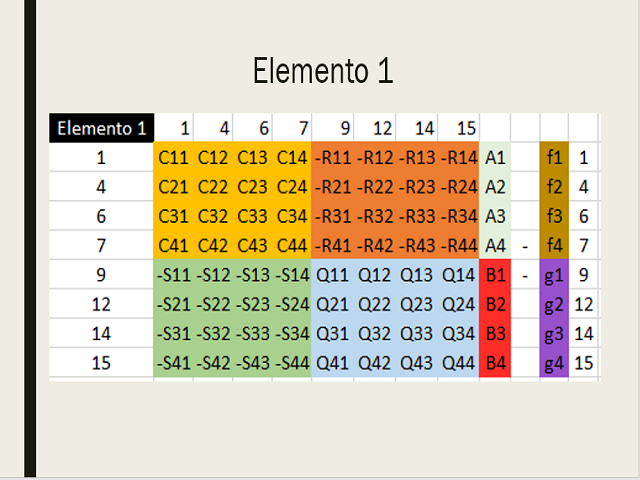 Elemento 1
Elemento 1 1 4 6 7 9 12 14 15
1 C11 C12 C13 C14 -R11 -R12 -R13 -R14 A1 f1 1
4 C21 C22 C23 C24 -R21 -R22 -R23 -R24 A2 f2 4
6 C31 C32 C33 C34 -R31 -R32 -R33 -R34 A3 f3 6
7 C41 C42 C43 C44 -R41 -R42 -R43 -R44 A4 - f4 7
9 -S11 -S12 -S13 -S14 Q11 Q12 Q13 Q14 B1 - g1 9
12 -S21 -S22 -S23 -S24 Q21 Q22 Q23 Q24 B2 g2 12
14 -S31 -S32 -S33 -S34 Q31 Q32 Q33 Q34 B3 g3 14
15 -S41 -S42 -S43 -S44 Q41 Q42 Q43 Q44 B4 g4 15